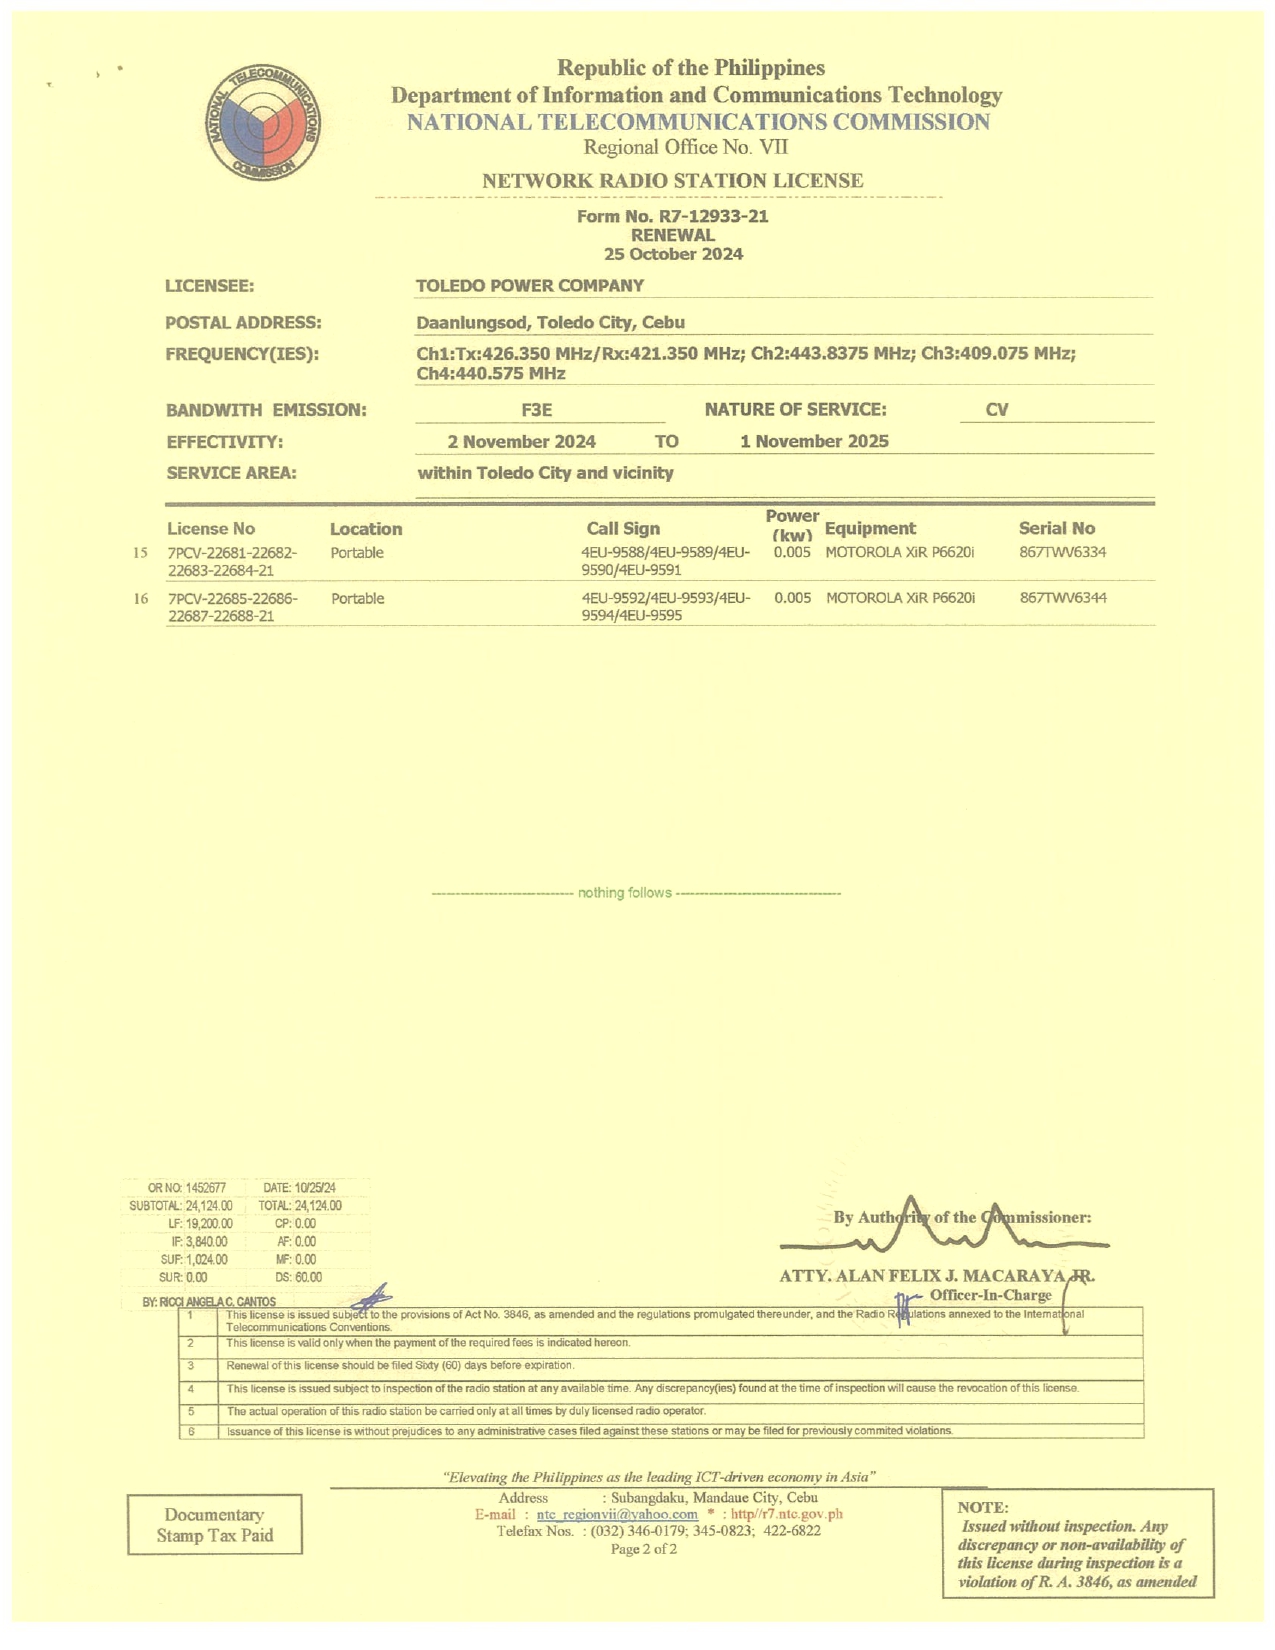 NATIONAL TELECOMMUNICATIONS COMMISSION
Republic of the Philippines
Department of Information and Communications Technology
NATIONAL TELECOMMUNICATIONS COMMISSION
Regional Office No. VII
NETWORK RADIO STATION LICENSE
Form No. R7-12933-21
RENEWAL
25 October 2024
LICENSEE: TOLEDO POWER COMPANY
POSTAL ADDRESS: Daanlungsod, Toledo City, Cebu
FREQUENCY(IES): Ch1:Tx:426.350 MHz/Rx:421.350 MHz; Ch2:443.8375 MHz; Ch3:409.075 MHz;
Ch4:440.575 MHz
BANDWITH EMISSION: F3E NATURE OF SERVICE: CV
EFFECTIVITY: 2 November 2024 TO 1 November 2025
SERVICE AREA: within Toledo City and vicinity
License No Location Call Sign Power (kw) Equipment Serial No
15 7PCV-22681-22682- Portable 4EU-9588/4EU-9589/4EU- 0.005 MOTOROLA XiR P6620i 867TWV6334
22683-22684-21 9590/4EU-9591
16 7PCV-22685-22686- Portable 4EU-9592/4EU-9593/4EU- 0.005 MOTOROLA XiR P6620i 867TWV6344
22687-22688-21 9594/4EU-9595
nothing follows
OR NO: 1452677 DATE: 10/25/24
SUBTOTAL: 24,124.00 TOTAL: 24,124.00
LF: 19,200.00 CP: 0.00
IF: 3,840.00 AF: 0.00
SUF: 1,024.00 MF: 0.00
SUR: 0.00 DS: 60.00
BY: RICCI ANGELA C. CANTOS
By Authority of the Commissioner:
ATTY. ALAN FELIX J. MACARAYA, JR.
Officer-In-Charge
1 This license is issued subject to the provisions of Act No. 3846, as amended and the regulations promulgated thereunder, and the Radio Regulations annexed to the International
Telecommunications Conventions.
2 This license is valid only when the payment of the required fees is indicated hereon.
3 Renewal of this license should be filed Sixty (60) days before expiration.
4 This license is issued subject to inspection of the radio station at any available time. Any discrepancy(ies) found at the time of inspection will cause the revocation of this license.
5 The actual operation of this radio station be carried only at all times by duly licensed radio operator.
6 Issuance of this license is without prejudices to any administrative cases filed against these stations or may be filed for previously commited violations.
"Elevating the Philippines as the leading ICT-driven economy in Asia"
Address : Subangdaku, Mandaue City, Cebu
E-mail : ntc_regionvii@yahoo.com * : http//r7.ntc.gov.ph
Telefax Nos. : (032) 346-0179; 345-0823; 422-6822
Page 2 of 2
Documentary
Stamp Tax Paid
NOTE:
Issued without inspection. Any
discrepancy or non-availability of
this license during inspection is a
violation of R. A. 3846, as amended